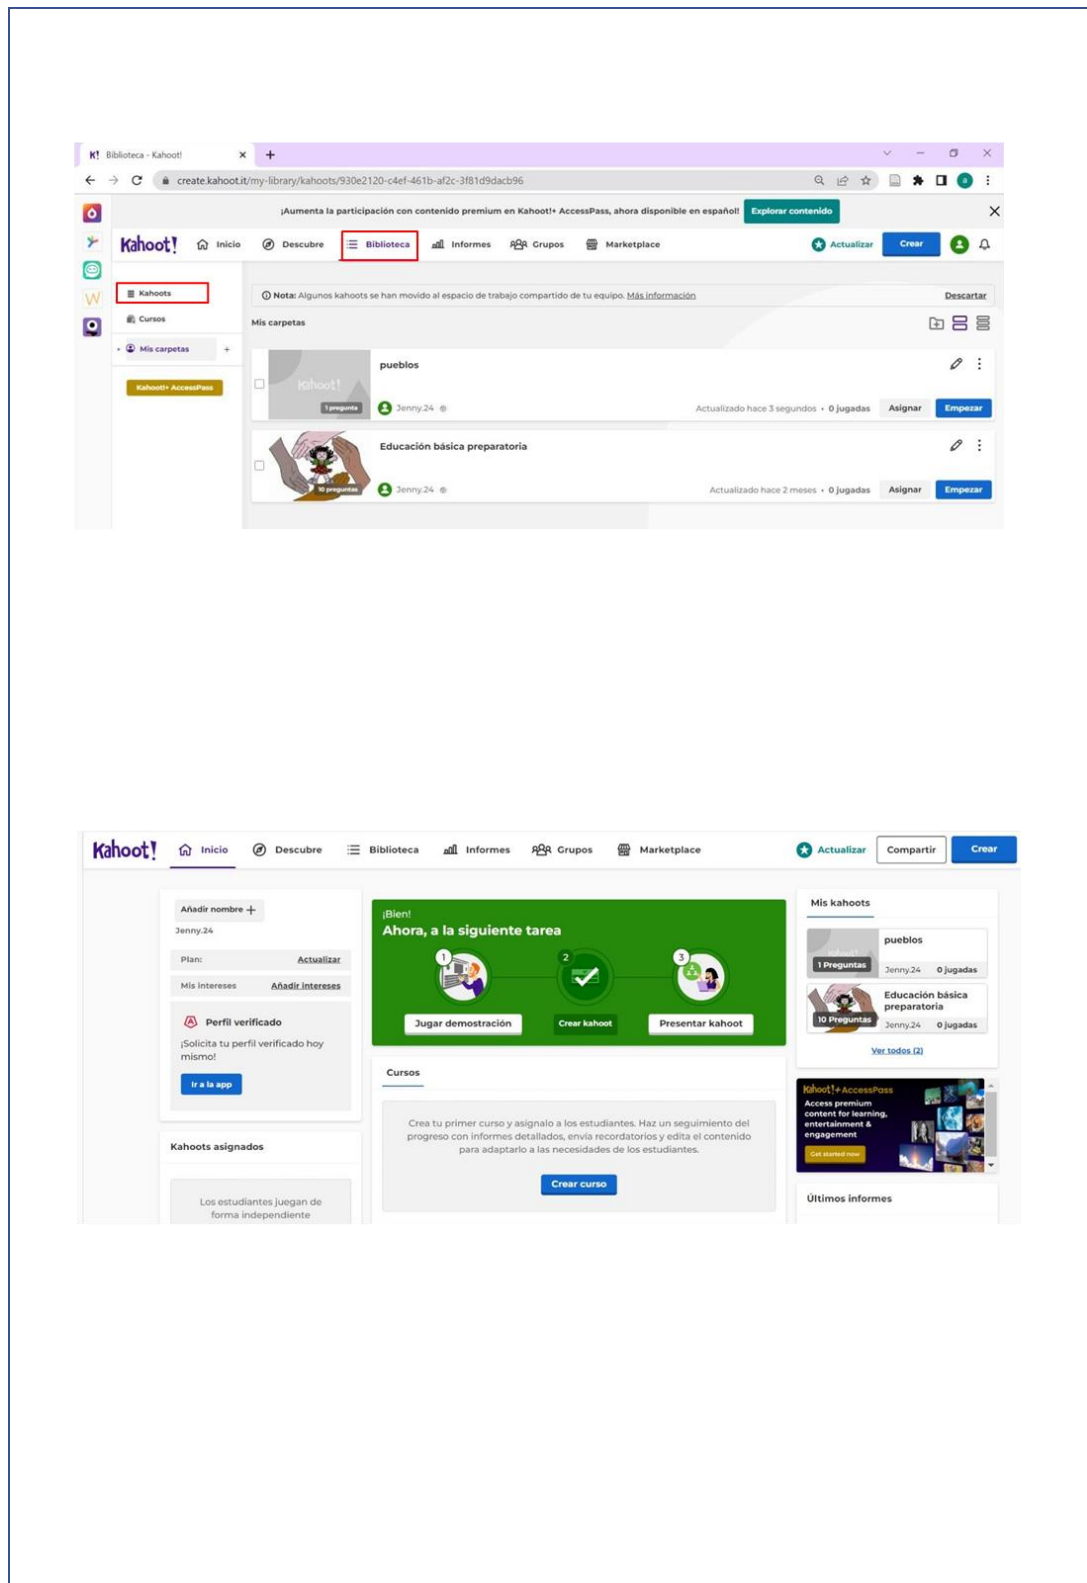 K! Biblioteca - Kahoot!
create.kahoot.it/my-library/kahoots/930e2120-c4ef-461b-af2c-3f81d9dacb96
¡Aumenta la participación con contenido premium en Kahoot!+ AccessPass, ahora disponible en español! Explorar contenido
Kahoot! Inicio Descubre Biblioteca Informes Grupos Marketplace Actualizar Crear
Kahoots
Cursos
Mis carpetas
Kahoot!+ AccessPass
Nota: Algunos kahoots se han movido al espacio de trabajo compartido de tu equipo. Más información Descartar
Mis carpetas
pueblos
Kahoot!
1 pregunta
Jenny.24 Actualizado hace 3 segundos • 0 jugadas Asignar Empezar
Educación básica preparatoria
10 preguntas
Jenny.24 Actualizado hace 2 meses • 0 jugadas Asignar Empezar
Kahoot! Inicio Descubre Biblioteca Informes Grupos Marketplace Actualizar Compartir Crear
Añadir nombre +
Jenny.24
Plan: Actualizar
Mis intereses Añadir intereses
Perfil verificado
¡Solicita tu perfil verificado hoy
mismo!
Ir a la app
Kahoots asignados
Los estudiantes juegan de
forma independiente
¡Bien!
Ahora, a la siguiente tarea
1 2 3
Jugar demostración Crear kahoot Presentar kahoot
Cursos
Crea tu primer curso y asígnalo a los estudiantes. Haz un seguimiento del
progreso con informes detallados, envía recordatorios y edita el contenido
para adaptarlo a las necesidades de los estudiantes.
Crear curso
Mis kahoots
pueblos
1 Preguntas
Jenny.24 0 jugadas
Educación básica
preparatoria
10 Preguntas
Jenny.24 0 jugadas
Ver todos (2)
Kahoot!+ AccessPass
Access premium
content for learning,
entertainment &
engagement
Get started now
Últimos informes